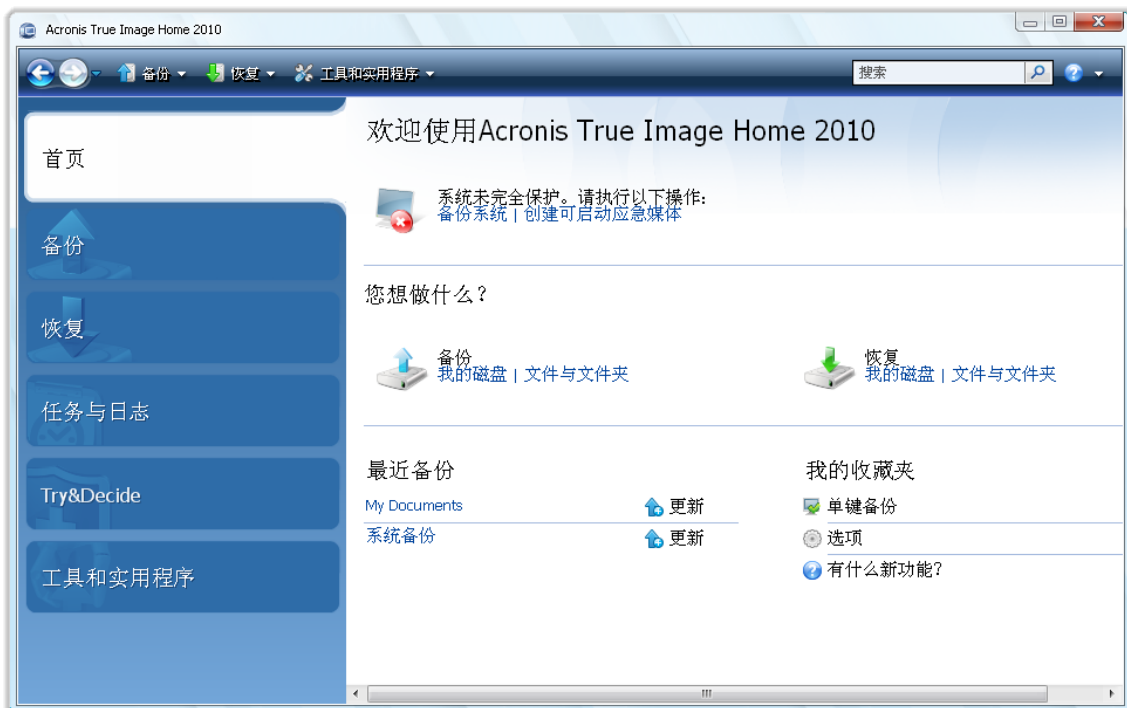 Acronis True Image Home 2010
备份 恢复 工具和实用程序 搜索
首页
备份
恢复
任务与日志
Try&Decide
工具和实用程序
欢迎使用Acronis True Image Home 2010
系统未完全保护。请执行以下操作:
备份系统 | 创建可启动应急媒体
您想做什么?
备份
我的磁盘 | 文件与文件夹
恢复
我的磁盘 | 文件与文件夹
最近备份
My Documents 更新
系统备份 更新
我的收藏夹
单键备份
选项
有什么新功能?